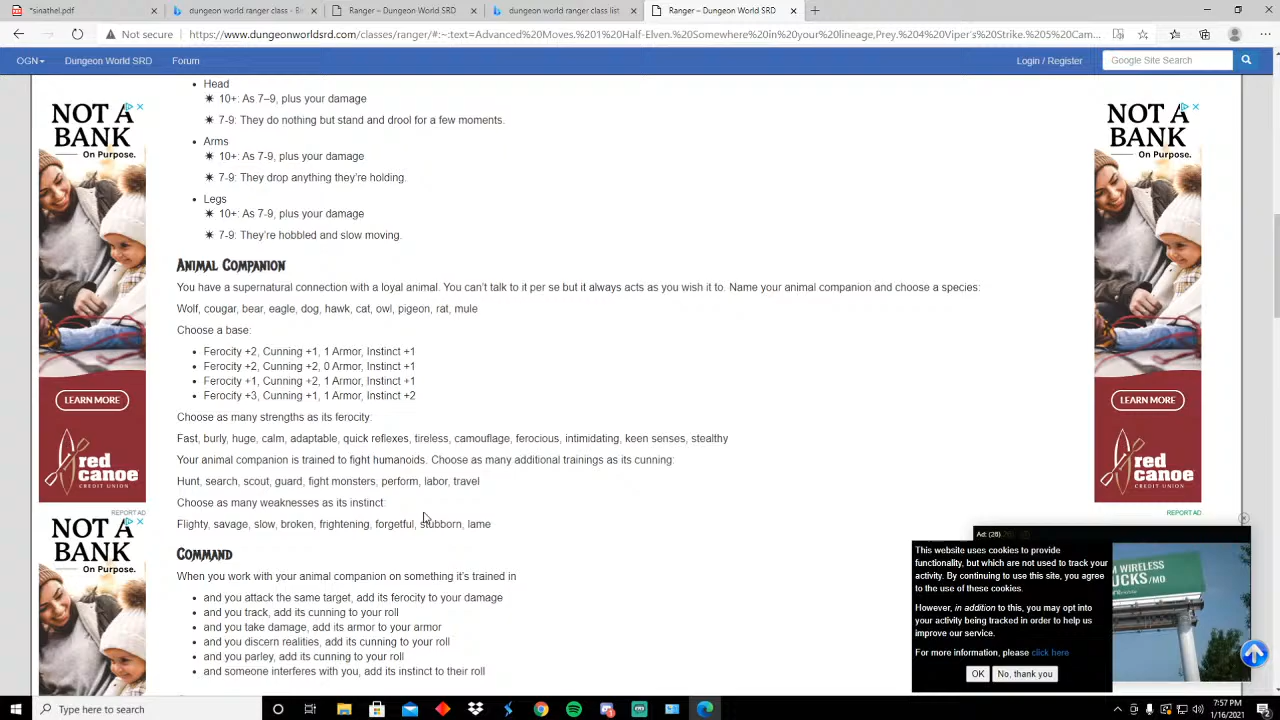 *snathel.pdf
dungeon world ranger class - B
Ranger – Dungeon World SRD
dungeon world ranger class list
Ranger – Dungeon World SRD
Not secure | https://www.dungeonworldsrd.com/classes/ranger/#:~:text=Advanced%20Moves.%201%20Half-Elven.%20Somewhere%20in%20your%20lineage,Prey.%204%20Viper's%20Strike.%205%20Cam...
OGN
Dungeon World SRD
Forum
Login / Register
Google Site Search
NOT A
BANK
On Purpose.
LEARN MORE
red
canoe
CREDIT UNION
REPORT AD
NOT A
BANK
On Purpose.
• Head
✷ 10+: As 7–9, plus your damage
✷ 7-9: They do nothing but stand and drool for a few moments.
• Arms
✷ 10+: As 7-9, plus your damage
✷ 7-9: They drop anything they're holding.
• Legs
✷ 10+: As 7-9, plus your damage
✷ 7-9: They're hobbled and slow moving.
ANIMAL COMPANION
You have a supernatural connection with a loyal animal. You can't talk to it per se but it always acts as you wish it to. Name your animal companion and choose a species:
Wolf, cougar, bear, eagle, dog, hawk, cat, owl, pigeon, rat, mule
Choose a base:
• Ferocity +2, Cunning +1, 1 Armor, Instinct +1
• Ferocity +2, Cunning +2, 0 Armor, Instinct +1
• Ferocity +1, Cunning +2, 1 Armor, Instinct +1
• Ferocity +3, Cunning +1, 1 Armor, Instinct +2
Choose as many strengths as its ferocity:
Fast, burly, huge, calm, adaptable, quick reflexes, tireless, camouflage, ferocious, intimidating, keen senses, stealthy
Your animal companion is trained to fight humanoids. Choose as many additional trainings as its cunning:
Hunt, search, scout, guard, fight monsters, perform, labor, travel
Choose as many weaknesses as its instinct:
Flighty, savage, slow, broken, frightening, forgetful, stubborn, lame
COMMAND
When you work with your animal companion on something it's trained in
• and you attack the same target, add its ferocity to your damage
• and you track, add its cunning to your roll
• and you take damage, add its armor to your armor
• and you discern realities, add its cunning to your roll
• and you parley, add its cunning to your roll
• and someone interferes with you, add its instinct to their roll
NOT A
BANK
On Purpose.
LEARN MORE
red
canoe
CREDIT UNION
REPORT AD
Ad: (28)
M WIRELESS
UCKS/MO
This website uses cookies to provide
functionality, but which are not used to track your
activity. By continuing to use this site, you agree
to the use of these cookies.
However, in addition to this, you may opt into
your activity being tracked in order to help us
improve our service.
For more information, please click here
OK
No, thank you
Type here to search
7:57 PM
1/16/2021